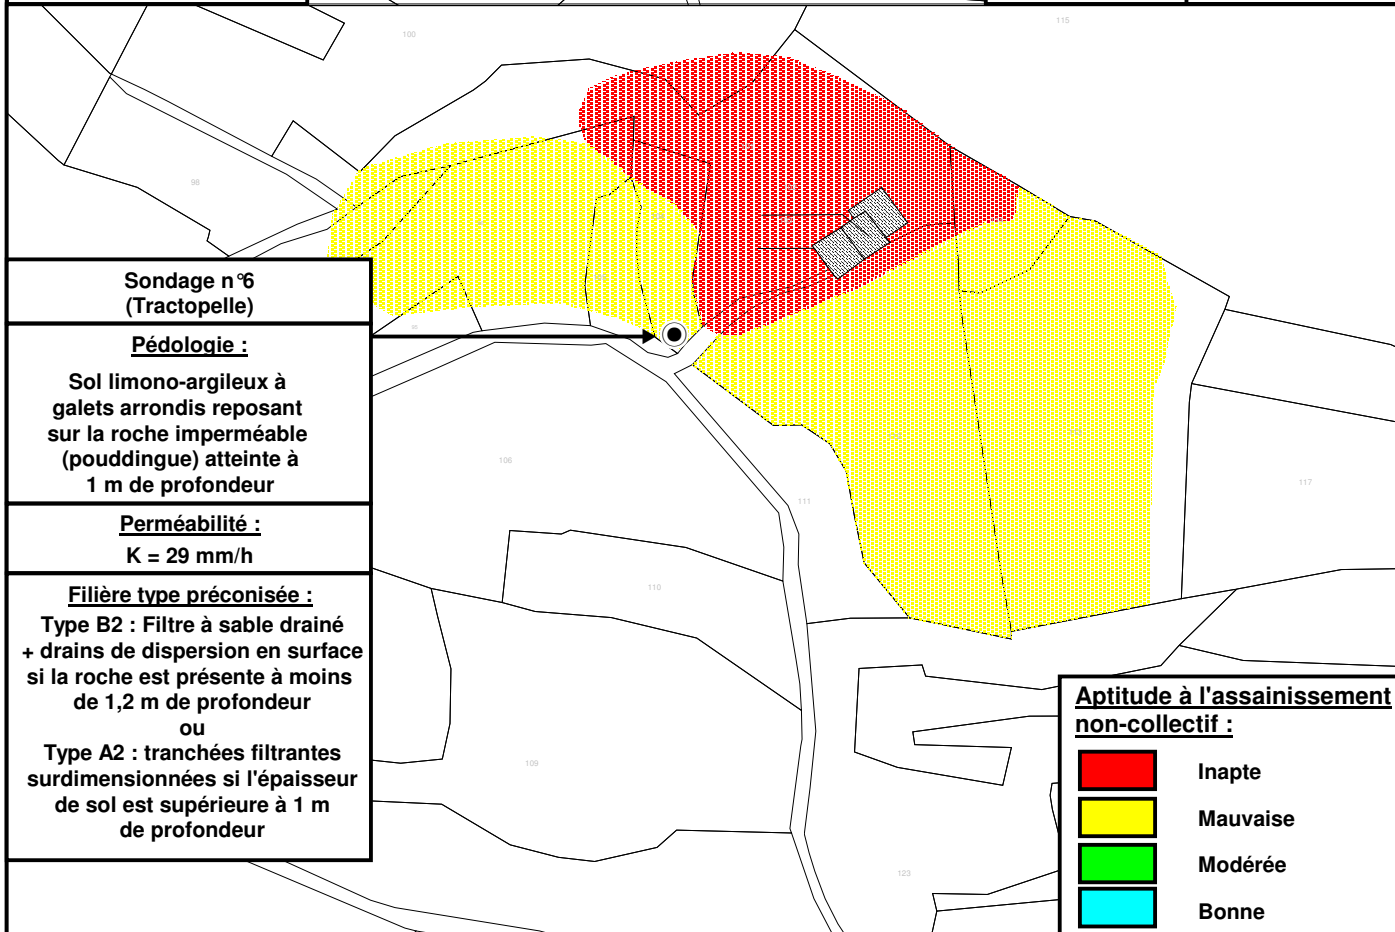 115
100
98
104
105
Sondage n°6
(Tractopelle)
Pédologie :
Sol limono-argileux à
galets arrondis reposant
sur la roche imperméable
(pouddingue) atteinte à
1 m de profondeur
Perméabilité :
K = 29 mm/h
Filière type préconisée :
Type B2 : Filtre à sable drainé
+ drains de dispersion en surface
si la roche est présente à moins
de 1,2 m de profondeur
ou
Type A2 : tranchées filtrantes
surdimensionnées si l'épaisseur
de sol est supérieure à 1 m
de profondeur
112
113
106
117
111
110
109
123
Aptitude à l'assainissement
non-collectif :
Inapte
Mauvaise
Modérée
Bonne